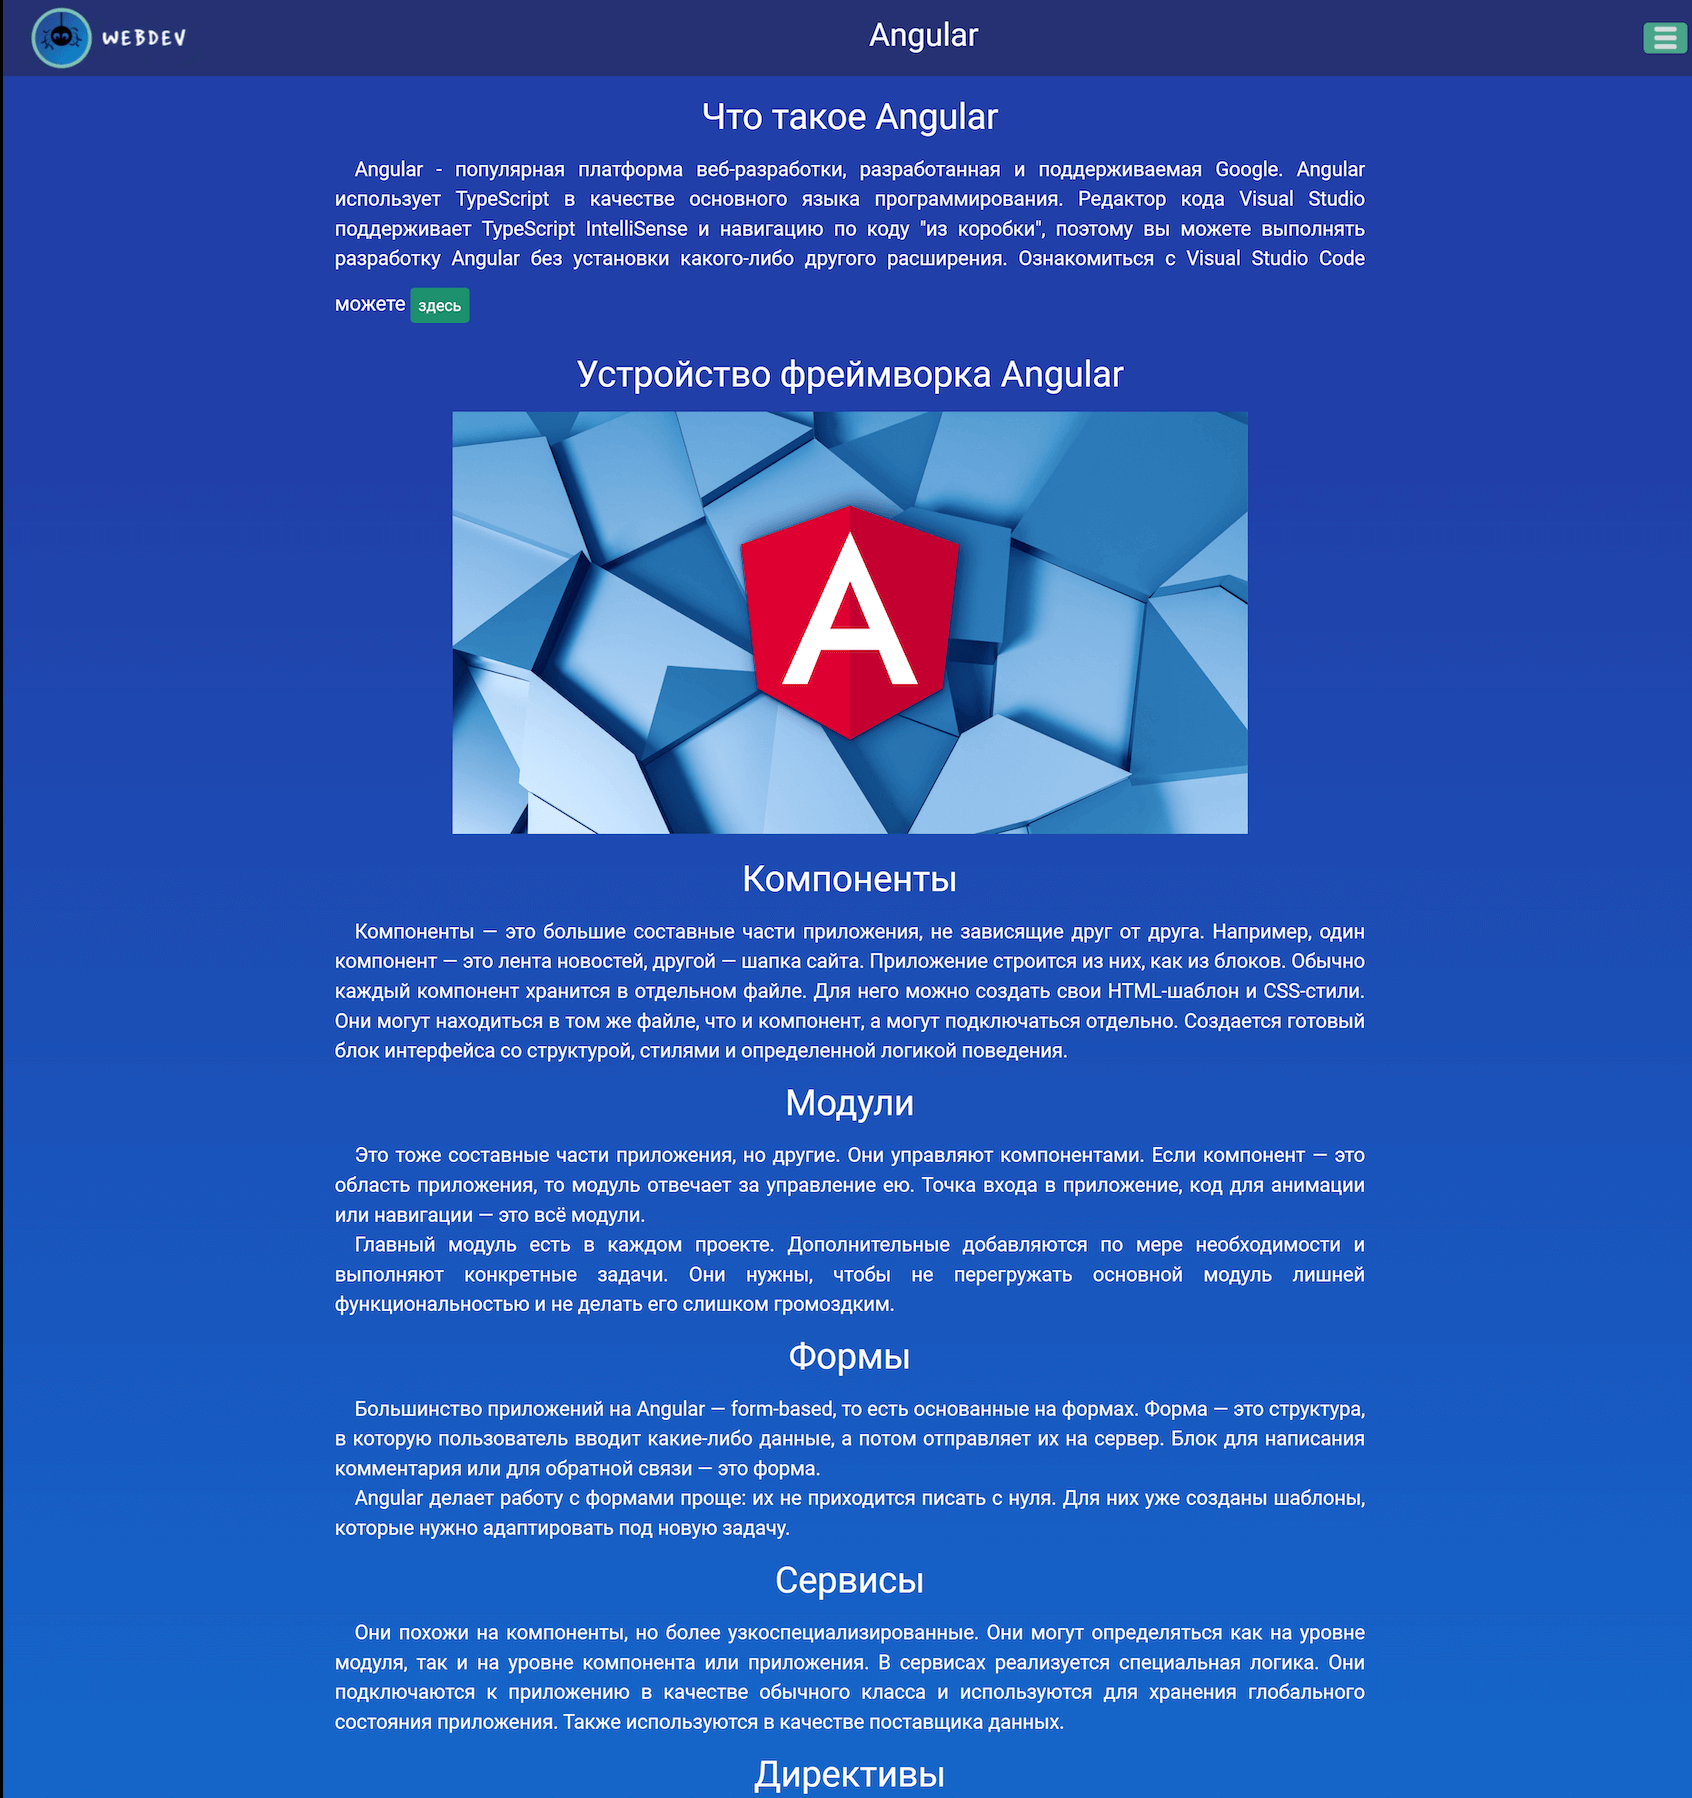 WEBDEV
Angular
Что такое Angular
Angular - популярная платформа веб-разработки, разработанная и поддерживаемая Google. Angular
использует TypeScript в качестве основного языка программирования. Редактор кода Visual Studio
поддерживает TypeScript IntelliSense и навигацию по коду "из коробки", поэтому вы можете выполнять
разработку Angular без установки какого-либо другого расширения. Ознакомиться с Visual Studio Code
можете здесь
Устройство фреймворка Angular
A
Компоненты
Компоненты — это большие составные части приложения, не зависящие друг от друга. Например, один
компонент — это лента новостей, другой — шапка сайта. Приложение строится из них, как из блоков. Обычно
каждый компонент хранится в отдельном файле. Для него можно создать свои HTML-шаблон и CSS-стили.
Они могут находиться в том же файле, что и компонент, а могут подключаться отдельно. Создается готовый
блок интерфейса со структурой, стилями и определенной логикой поведения.
Модули
Это тоже составные части приложения, но другие. Они управляют компонентами. Если компонент — это
область приложения, то модуль отвечает за управление ею. Точка входа в приложение, код для анимации
или навигации — это всё модули.
Главный модуль есть в каждом проекте. Дополнительные добавляются по мере необходимости и
выполняют конкретные задачи. Они нужны, чтобы не перегружать основной модуль лишней
функциональностью и не делать его слишком громоздким.
Формы
Большинство приложений на Angular — form-based, то есть основанные на формах. Форма — это структура,
в которую пользователь вводит какие-либо данные, а потом отправляет их на сервер. Блок для написания
комментария или для обратной связи — это форма.
Angular делает работу с формами проще: их не приходится писать с нуля. Для них уже созданы шаблоны,
которые нужно адаптировать под новую задачу.
Сервисы
Они похожи на компоненты, но более узкоспециализированные. Они могут определяться как на уровне
модуля, так и на уровне компонента или приложения. В сервисах реализуется специальная логика. Они
подключаются к приложению в качестве обычного класса и используются для хранения глобального
состояния приложения. Также используются в качестве поставщика данных.
Директивы